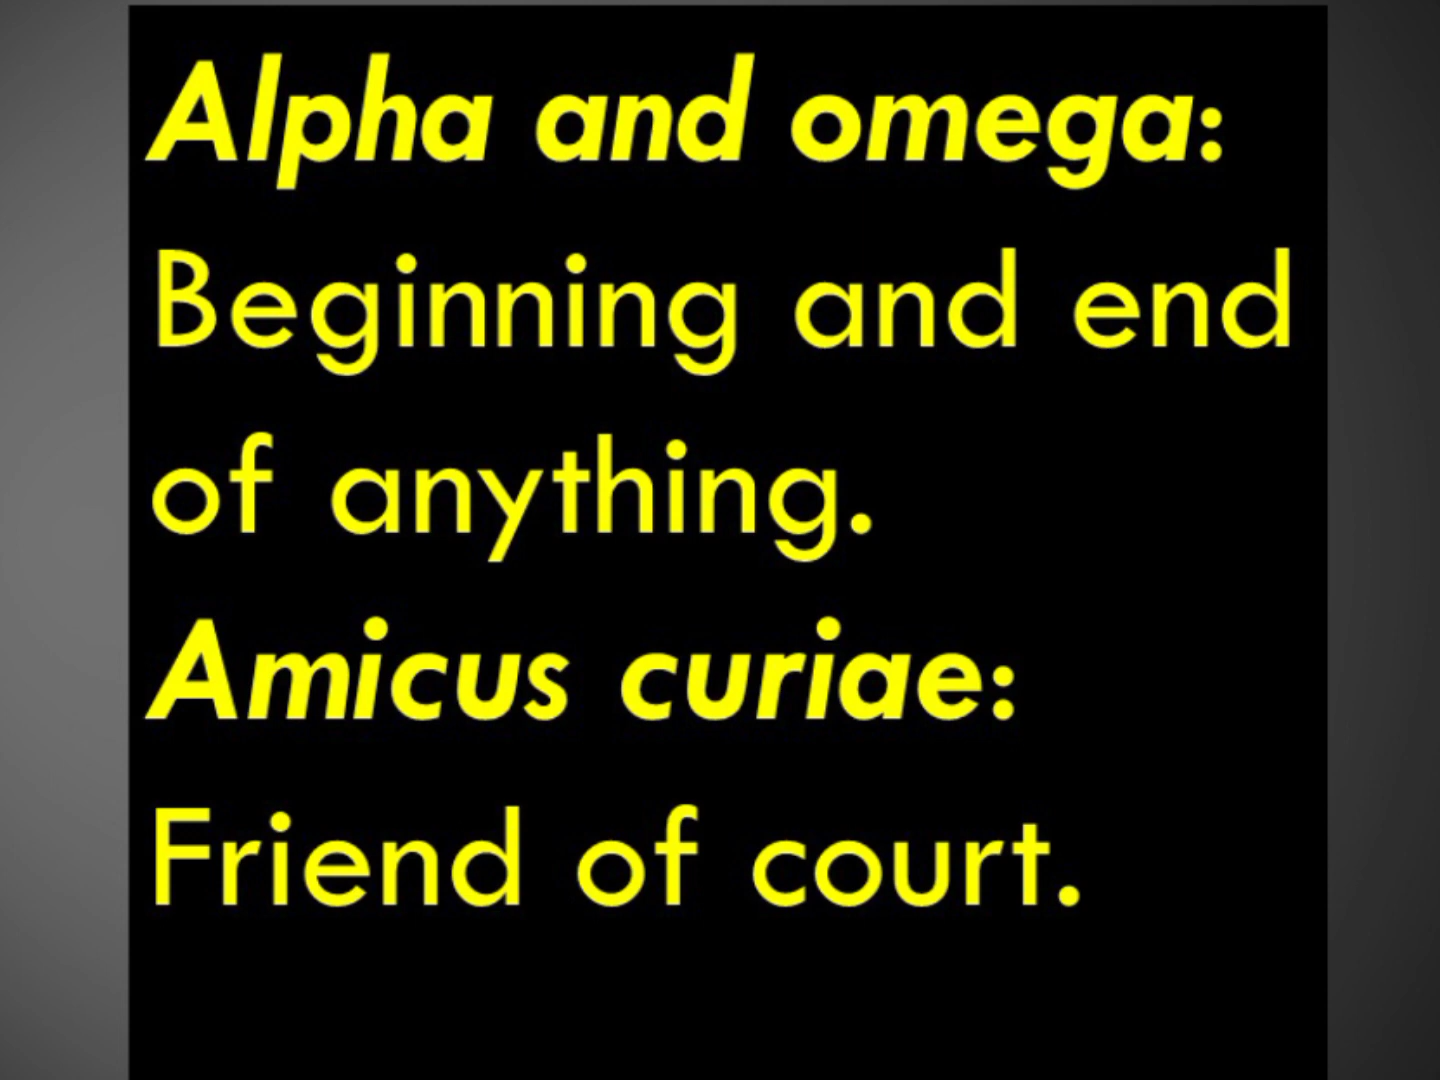 Alpha and omega:
Beginning and end
of anything.
Amicus curiae:
Friend of court.